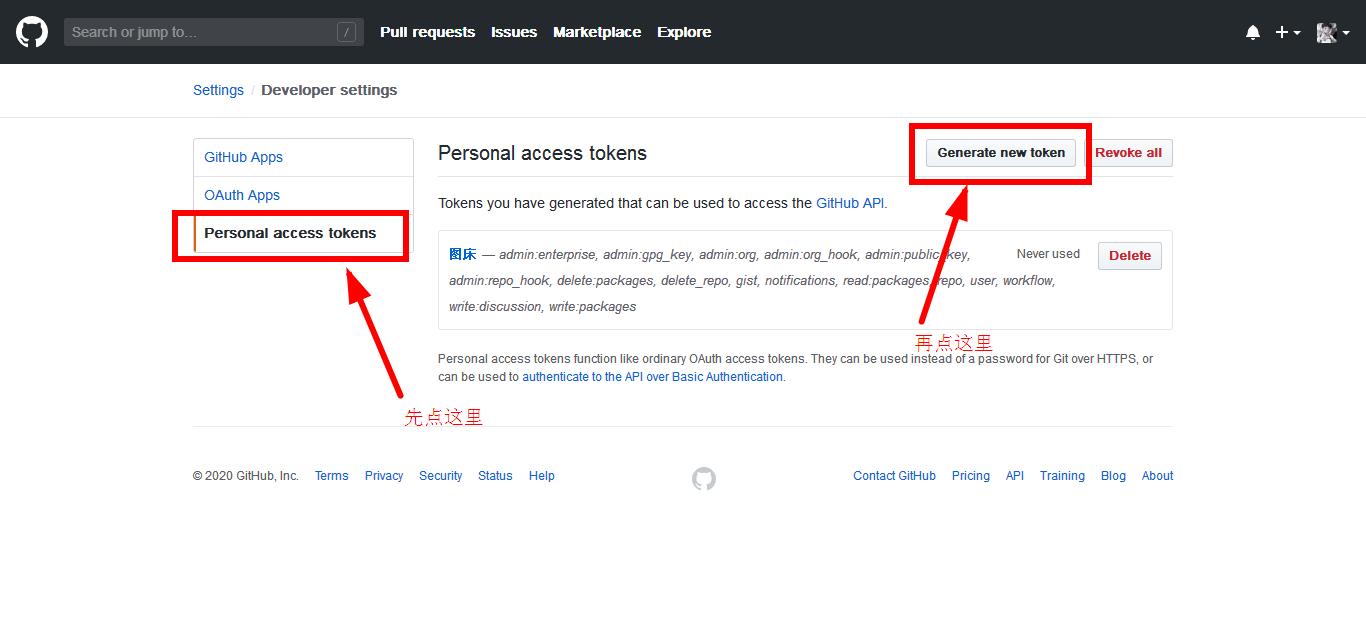 Search or jump to... /
Pull requests Issues Marketplace Explore
Settings / Developer settings
GitHub Apps
OAuth Apps
Personal access tokens
Personal access tokens
Generate new token
Revoke all
Tokens you have generated that can be used to access the GitHub API.
图床 — admin:enterprise, admin:gpg_key, admin:org, admin:org_hook, admin:public_key,
admin:repo_hook, delete:packages, delete_repo, gist, notifications, read:packages, repo, user, workflow,
write:discussion, write:packages
Never used
Delete
再点这里
Personal access tokens function like ordinary OAuth access tokens. They can be used instead of a password for Git over HTTPS, or
can be used to authenticate to the API over Basic Authentication.
先点这里
© 2020 GitHub, Inc. Terms Privacy Security Status Help
Contact GitHub Pricing API Training Blog About